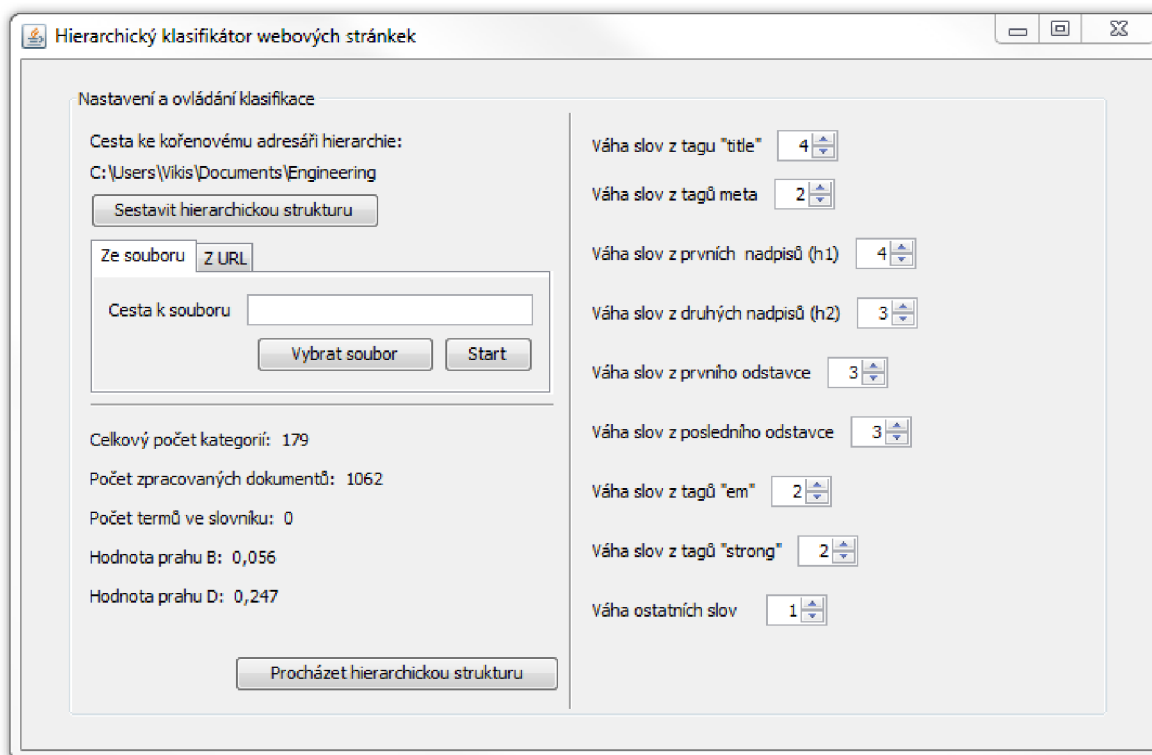 Hierarchický klasifikátor webových stránkek
Nastavení a ovládání klasifikace
Cesta ke kořenovému adresáři hierarchie:
C:\Users\Vikis\Documents\Engineering
Sestavit hierarchickou strukturu
Ze souboru Z URL
Cesta k souboru
Vybrat soubor Start
Celkový počet kategorií: 179
Počet zpracovaných dokumentů: 1062
Počet termů ve slovníku: 0
Hodnota prahu B: 0,056
Hodnota prahu D: 0,247
Procházet hierarchickou strukturu
Váha slov z tagu "title" 4
Váha slov z tagů meta 2
Váha slov z prvních nadpisů (h1) 4
Váha slov z druhých nadpisů (h2) 3
Váha slov z prvního odstavce 3
Váha slov z posledního odstavce 3
Váha slov z tagů "em" 2
Váha slov z tagů "strong" 2
Váha ostatních slov 1